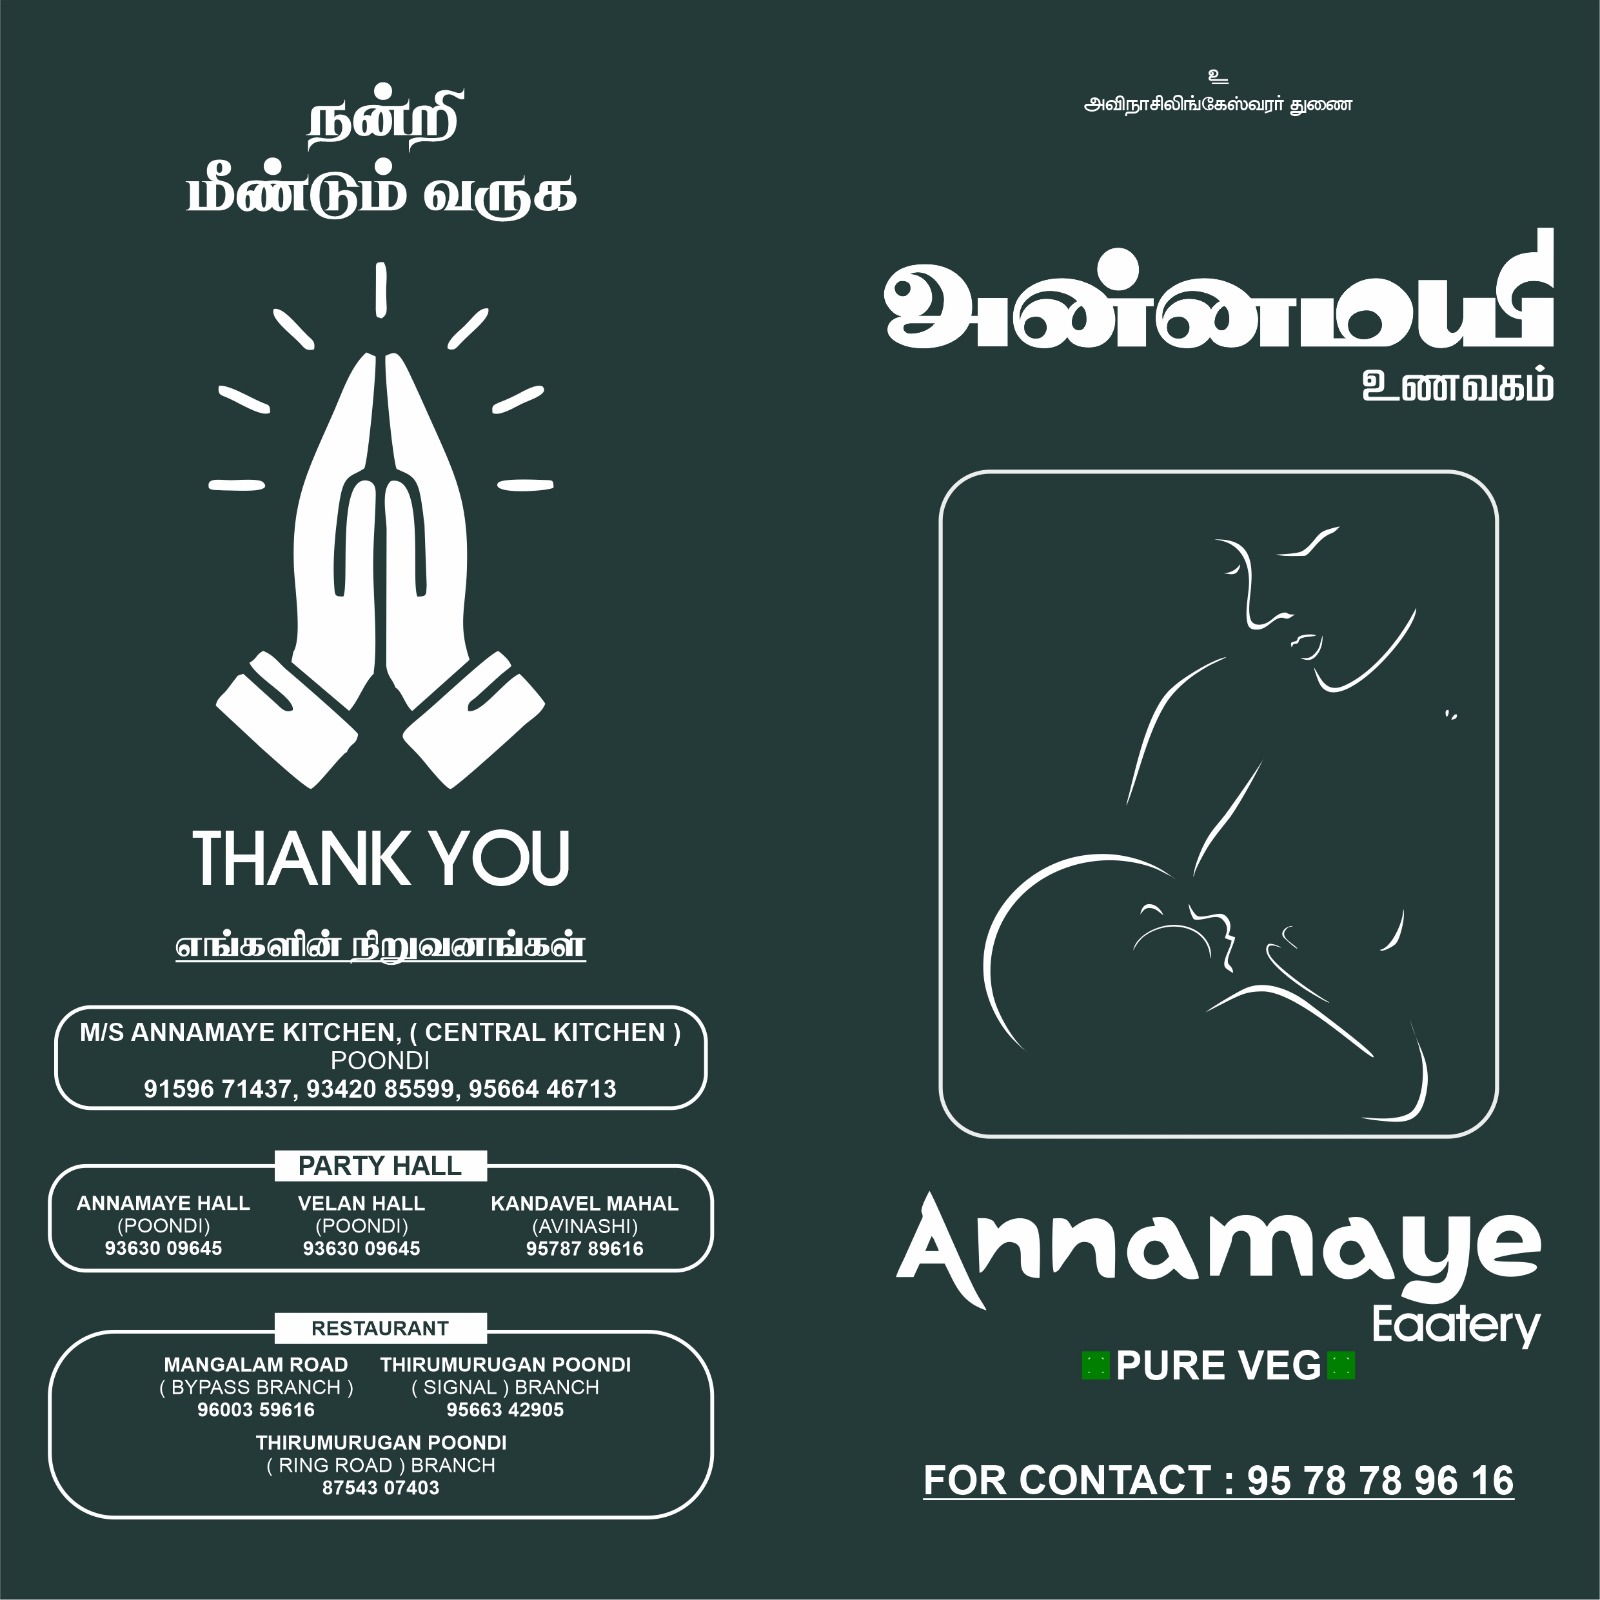 நன்றி
மீண்டும் வருக
THANK YOU
எங்களின் நிறுவனங்கள்
M/S ANNAMAYE KITCHEN, ( CENTRAL KITCHEN )
POONDI
91596 71437, 93420 85599, 95664 46713
PARTY HALL
ANNAMAYE HALL
(POONDI)
93630 09645
VELAN HALL
(POONDI)
93630 09645
KANDAVEL MAHAL
(AVINASHI)
95787 89616
RESTAURANT
MANGALAM ROAD
( BYPASS BRANCH )
96003 59616
THIRUMURUGAN POONDI
( SIGNAL ) BRANCH
95663 42905
THIRUMURUGAN POONDI
( RING ROAD ) BRANCH
87543 07403
உ
அவிநாசிலிங்கேஸ்வரர் துணை
அன்னமயி
உணவகம்
Annamaye
Eaatery
PURE VEG
FOR CONTACT : 95 78 78 96 16